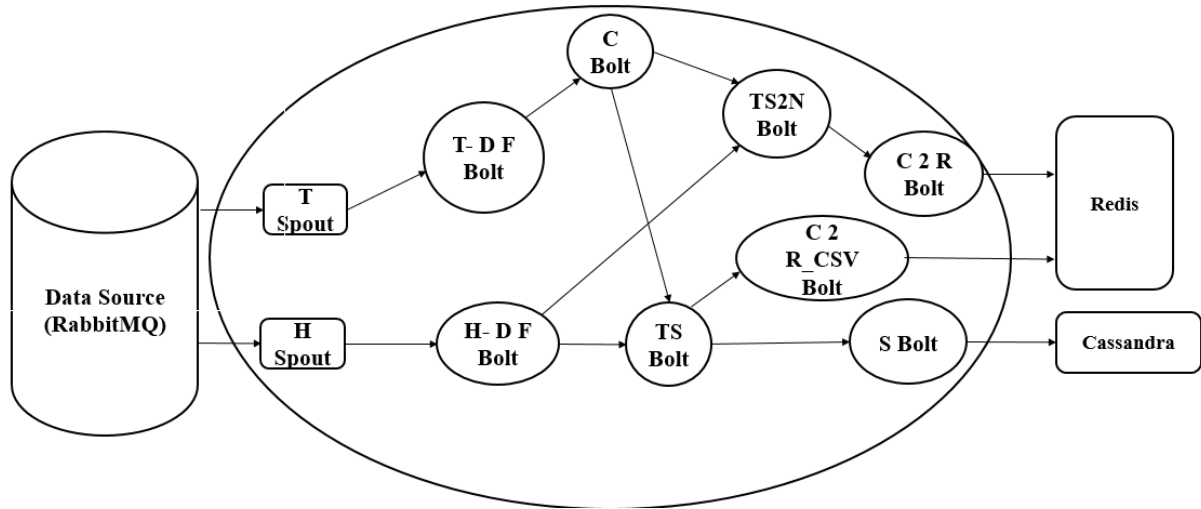 C
Bolt
TS2N
Bolt
T- D F
Bolt
C 2 R
Bolt
T
Spout
Redis
C 2
R_CSV
Bolt
Data Source
(RabbitMQ)
H
Spout
H- D F
Bolt
TS
Bolt
S Bolt
Cassandra